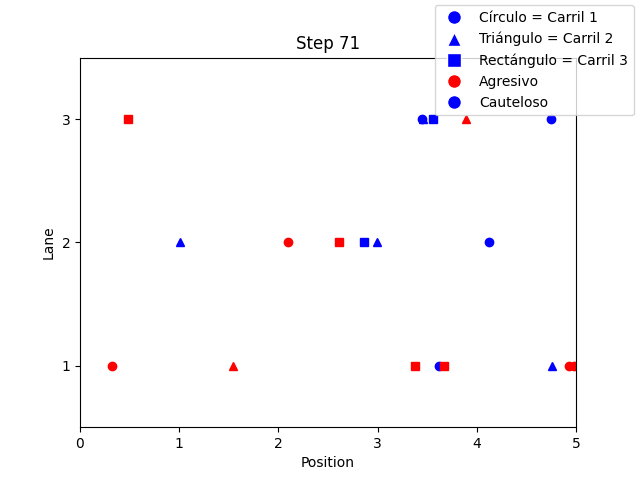 Step 71
Círculo = Carril 1
Triángulo = Carril 2
Rectángulo = Carril 3
Agresivo
Cauteloso
Lane
3
2
1
0 1 2 3 4 5
Position